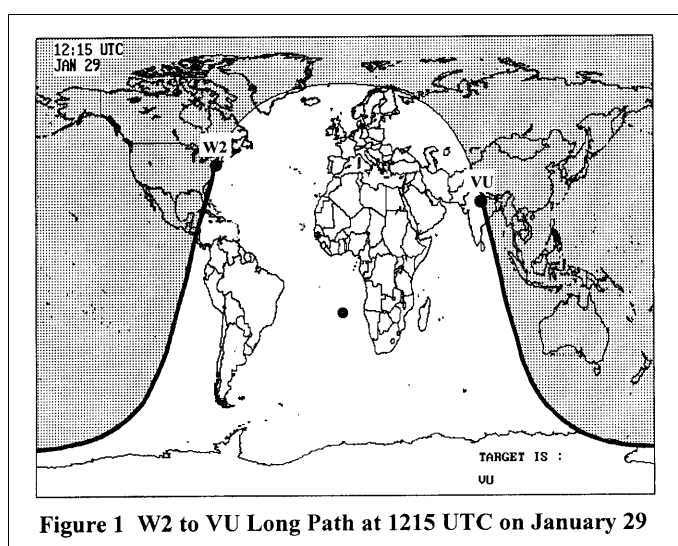 12:15 UTC
JAN 29
W2
VU
TARGET IS :
VU
Figure 1 W2 to VU Long Path at 1215 UTC on January 29